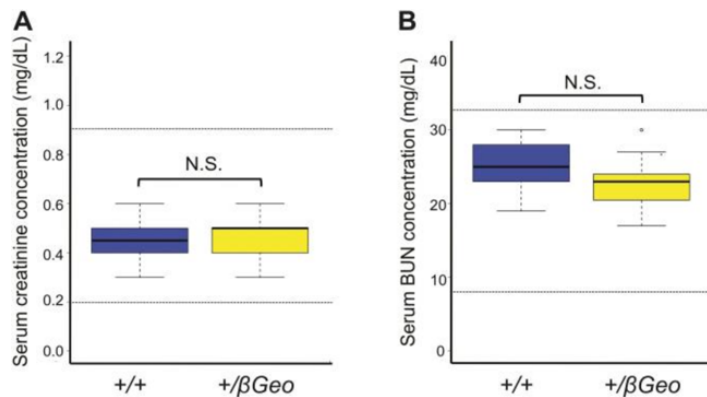 A
Serum creatinine concentration (mg/dL)
1.2
1.0
0.8
0.6
0.4
0.2
0.0
N.S.
+/+
+/βGeo
B
Serum BUN concentration (mg/dL)
40
30
20
10
0
N.S.
+/+
+/βGeo